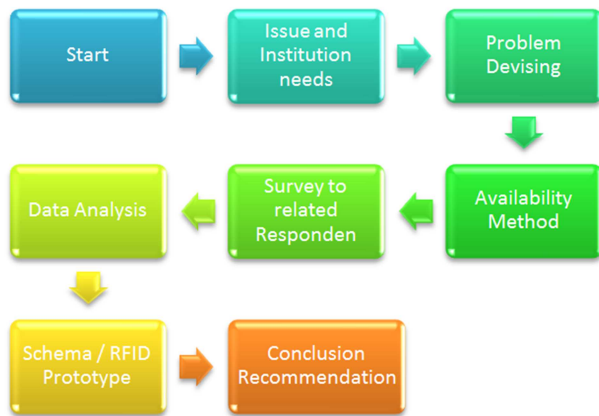 Start
Issue and
Institution
needs
Problem
Devising
Availability
Method
Survey to
related
Responden
Data Analysis
Schema / RFID
Prototype
Conclusion
Recommendation